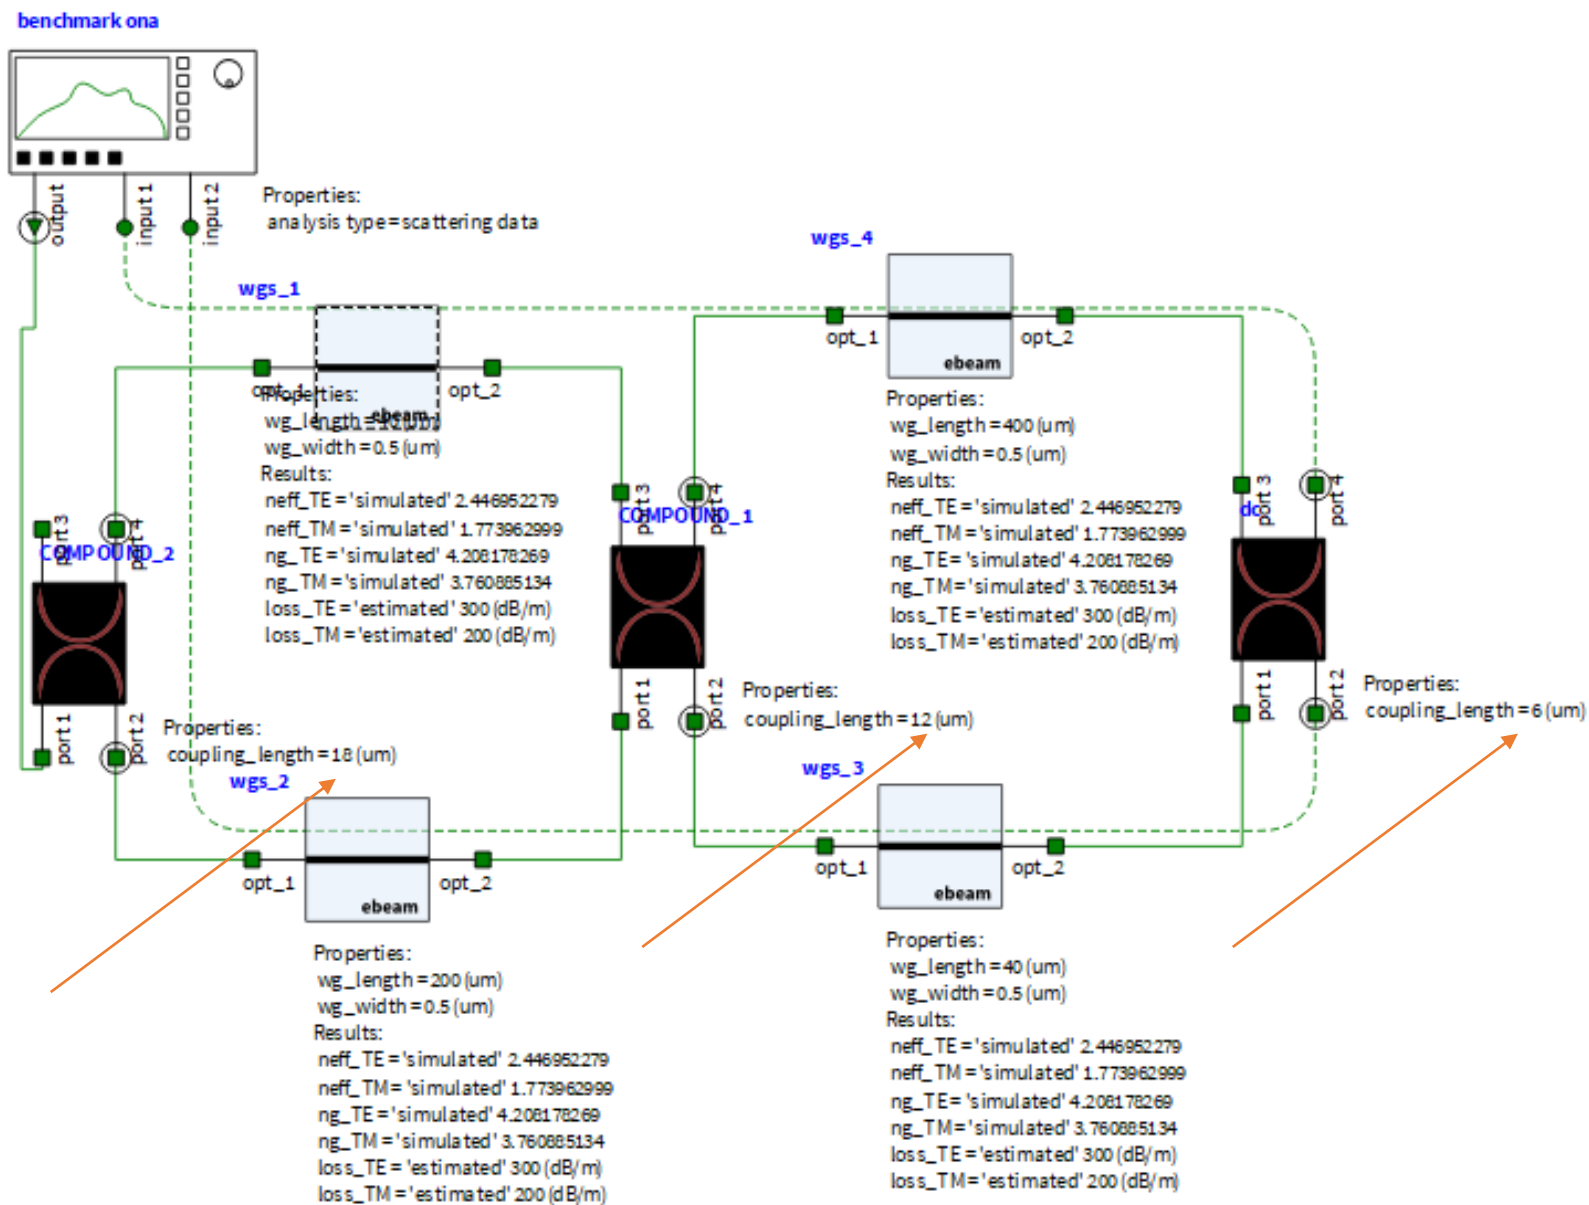 benchmark ona
output
input 1
input 2
Properties:
analysis type=scattering data
wgs_1
opt_1
opt_2
ebeam
Properties:
wg_length =
wg_width =0.5 (um)
Results:
neff_TE ='simulated' 2.446952279
neff_TM ='simulated' 1.773962999
ng_TE ='simulated' 4.208178269
ng_TM ='simulated' 3.760885134
loss_TE ='estimated' 300 (dB/m)
loss_TM ='estimated' 200 (dB/m)
wgs_4
opt_1
opt_2
ebeam
Properties:
wg_length =400 (um)
wg_width =0.5 (um)
Results:
neff_TE ='simulated' 2.446952279
neff_TM ='simulated' 1.773962999
ng_TE ='simulated' 4.208178269
ng_TM ='simulated' 3.760885134
loss_TE ='estimated' 300 (dB/m)
loss_TM ='estimated' 200 (dB/m)
port 3
port 4
COMPOUND_2
port 1
port 2
Properties:
coupling_length =18 (um)
port 3
port 4
COMPOUND_1
port 1
port 2
Properties:
coupling_length =12 (um)
port 3
port 4
dc
port 1
port 2
Properties:
coupling_length =6 (um)
wgs_2
opt_1
opt_2
ebeam
Properties:
wg_length =200 (um)
wg_width =0.5 (um)
Results:
neff_TE ='simulated' 2.446952279
neff_TM = 'simulated' 1.773962999
ng_TE ='simulated' 4.208178269
ng_TM ='simulated' 3.760885134
loss_TE = 'estimated' 300 (dB/m)
loss_TM ='estimated' 200 (dB/m)
wgs_3
opt_1
opt_2
ebeam
Properties:
wg_length =40 (um)
wg_width =0.5 (um)
Results:
neff_TE ='simulated' 2.446952279
neff_TM ='simulated' 1.773962999
ng_TE= 'simulated' 4.208178269
ng_TM ='simulated' 3.760885134
loss_TE ='estimated' 300 (dB/m)
loss_TM ='estimated' 200 (dB/m)